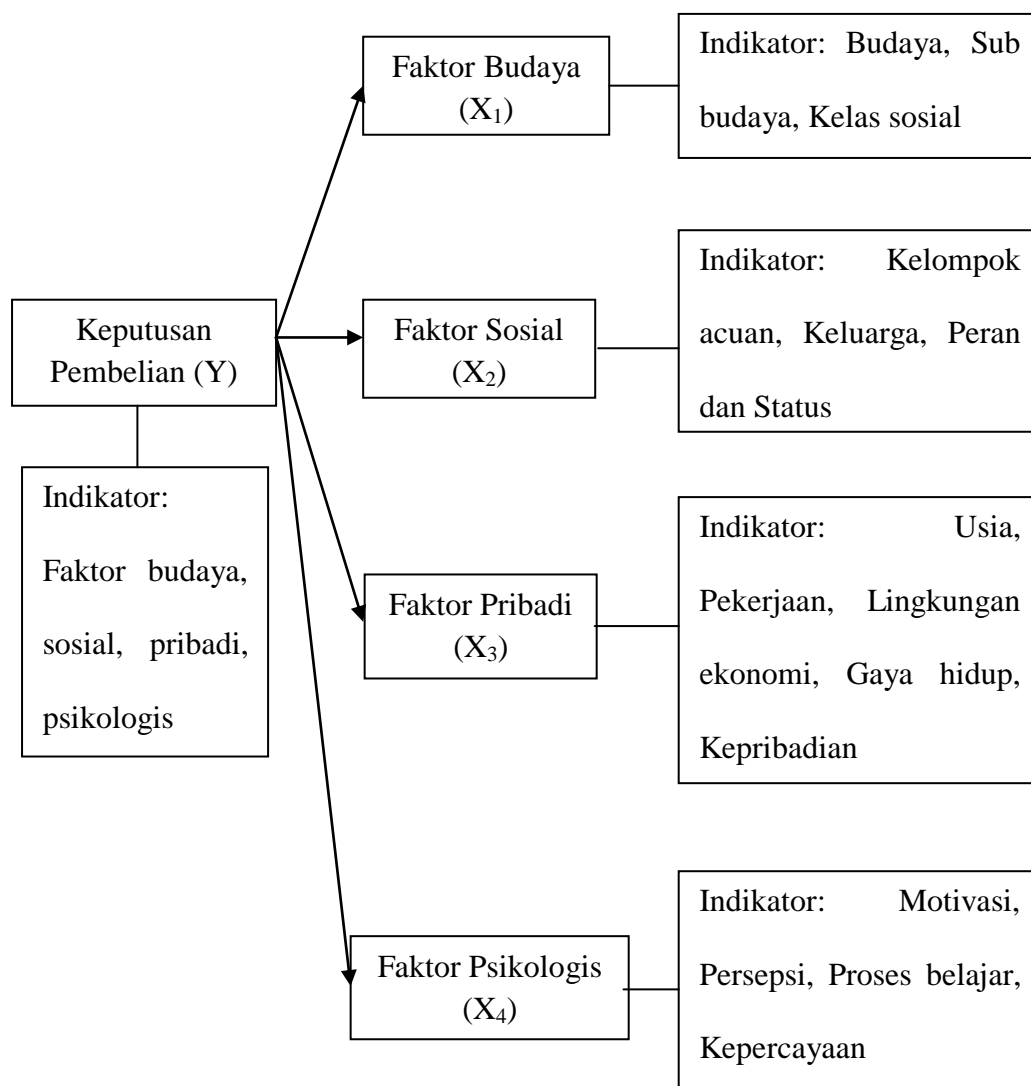 Faktor Budaya
(X₁)
Indikator: Budaya, Sub
budaya, Kelas sosial
Keputusan
Pembelian (Y)
Indikator:
Faktor budaya,
sosial, pribadi,
psikologis
Faktor Sosial
(X₂)
Indikator: Kelompok
acuan, Keluarga, Peran
dan Status
Faktor Pribadi
(X₃)
Indikator: Usia,
Pekerjaan, Lingkungan
ekonomi, Gaya hidup,
Kepribadian
Faktor Psikologis
(X₄)
Indikator: Motivasi,
Persepsi, Proses belajar,
Kepercayaan